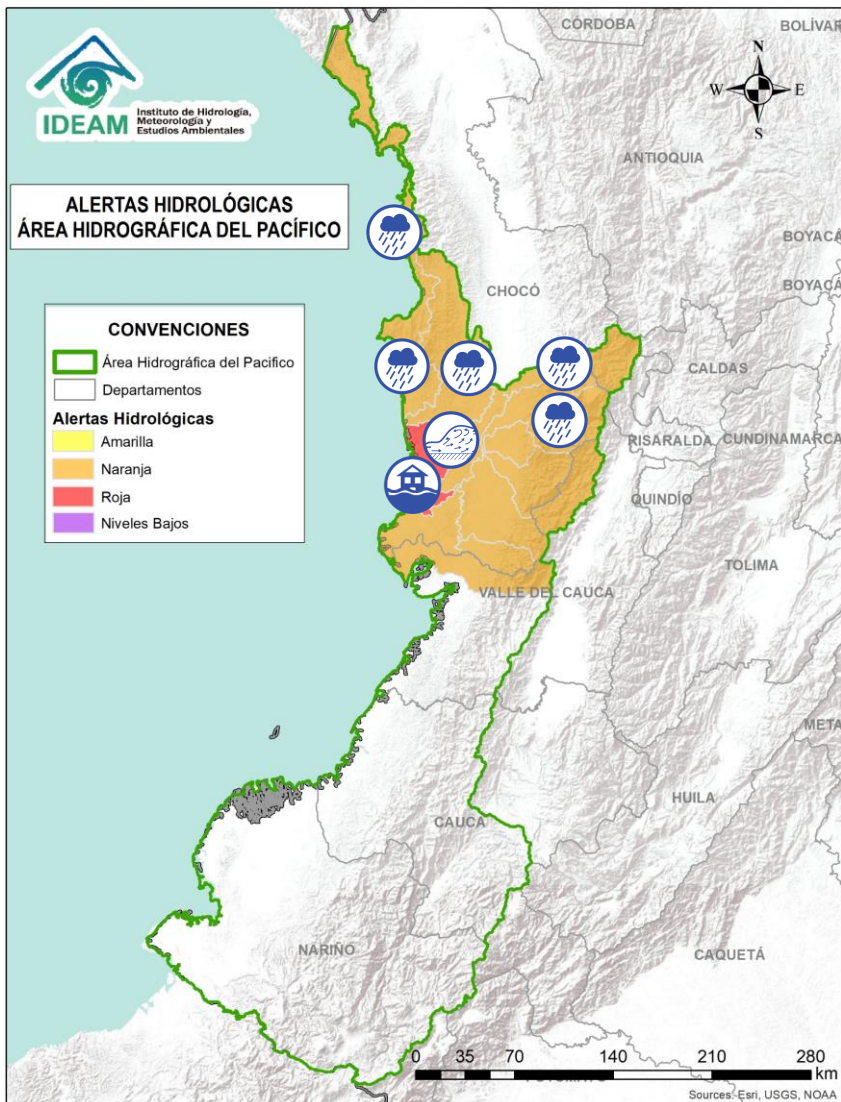 CÓRDOBA
BOLÍVAR
IDEAM
Instituto de Hidrología,
Meteorología y
Estudios Ambientales
N
W E
S
ANTIOQUIA
ALERTAS HIDROLÓGICAS
ÁREA HIDROGRÁFICA DEL PACÍFICO
BOYACÁ
CHOCÓ
BOYACÁ
CONVENCIONES
Área Hidrográfica del Pacifico
Departamentos
Alertas Hidrológicas
Amarilla
Naranja
Roja
Niveles Bajos
CALDAS
RISARALDA
CUNDINAMARCA
QUINDÍO
TOLIMA
VALLE DEL CAUCA
META
HUILA
CAUCA
NARIÑO
CAQUETÁ
0 35 70 140 210 280
km
Sources: Esri, USGS, NOAA